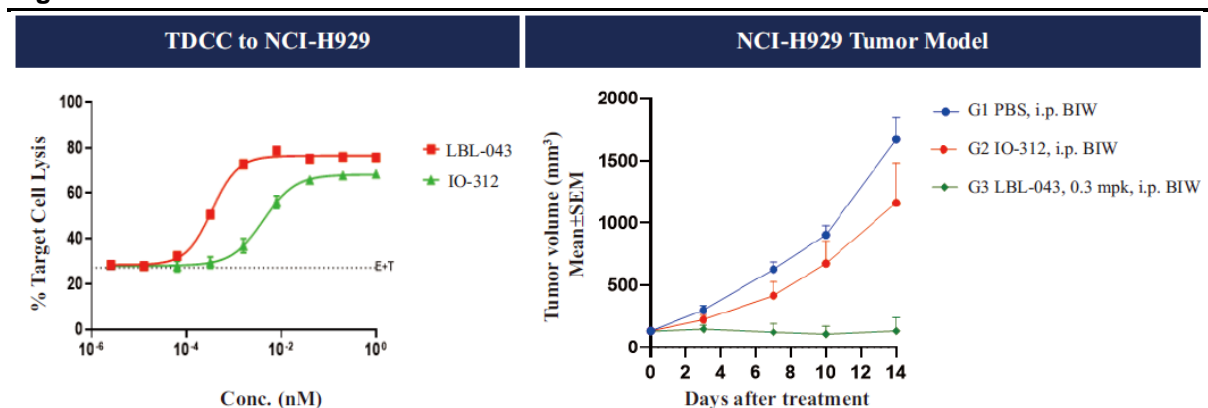 TDCC to NCI-H929
NCI-H929 Tumor Model
% Target Cell Lysis
100
80
60
40
20
0
10⁻⁶
10⁻⁴
10⁻²
10⁰
Conc. (nM)
LBL-043
IO-312
E+T
Tumor volume (mm³)
Mean±SEM
2000
1500
1000
500
0
0 2 4 6 8 10 12 14
Days after treatment
G1 PBS, i.p. BIW
G2 IO-312, i.p. BIW
G3 LBL-043, 0.3 mpk, i.p. BIW